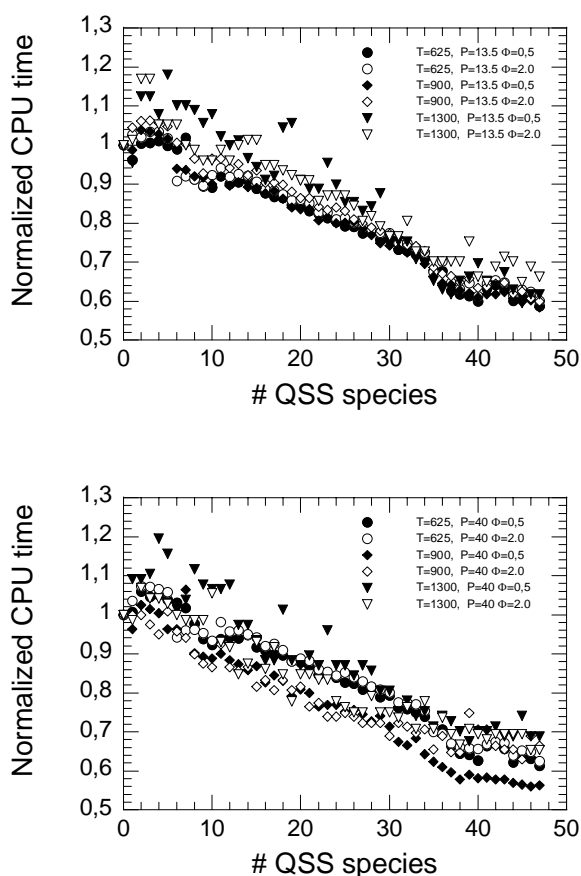 1,3
1,2
1,1
1
0,9
0,8
0,7
0,6
0,5
Normalized CPU time
T=625, P=13.5 Φ=0,5
T=625, P=13.5 Φ=2.0
T=900, P=13.5 Φ=0,5
T=900, P=13.5 Φ=2.0
T=1300, P=13.5 Φ=0,5
T=1300, P=13.5 Φ=2.0
0 10 20 30 40 50
# QSS species
1,3
1,2
1,1
1
0,9
0,8
0,7
0,6
0,5
Normalized CPU time
T=625, P=40 Φ=0,5
T=625, P=40 Φ=2.0
T=900, P=40 Φ=0,5
T=900, P=40 Φ=2.0
T=1300, P=40 Φ=0,5
T=1300, P=40 Φ=2.0
0 10 20 30 40 50
# QSS species